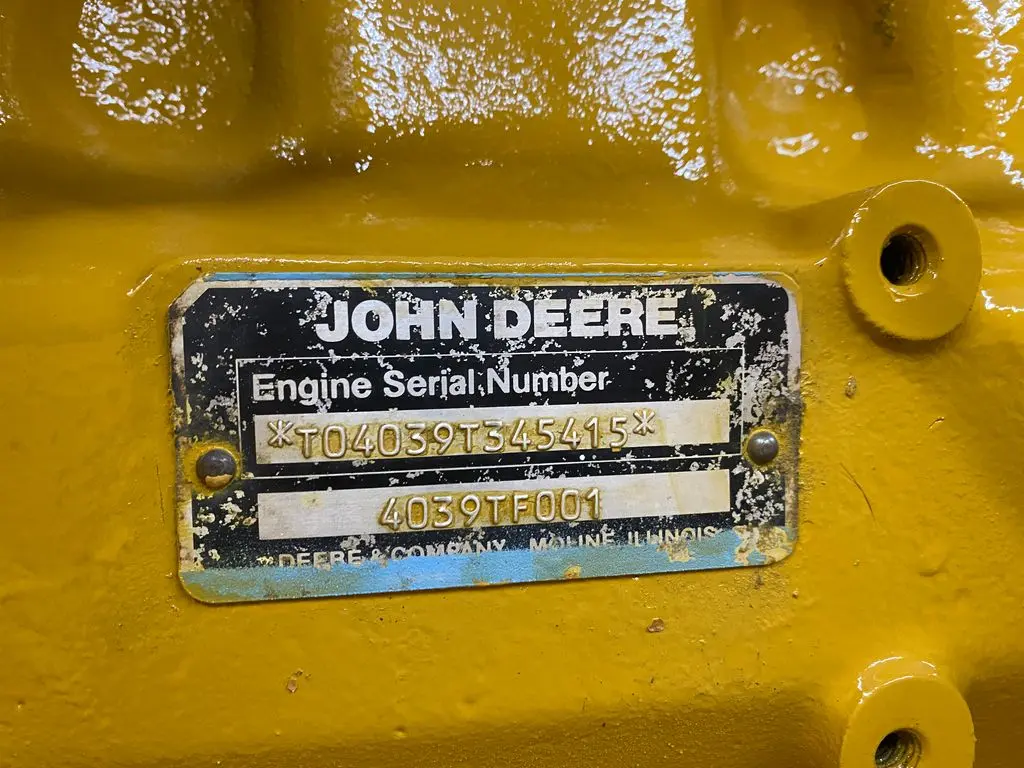 JOHN DEERE
Engine Serial Number
*T04039T345415*
4039TF001
DEERE & COMPANY MOLINE ILLINOIS